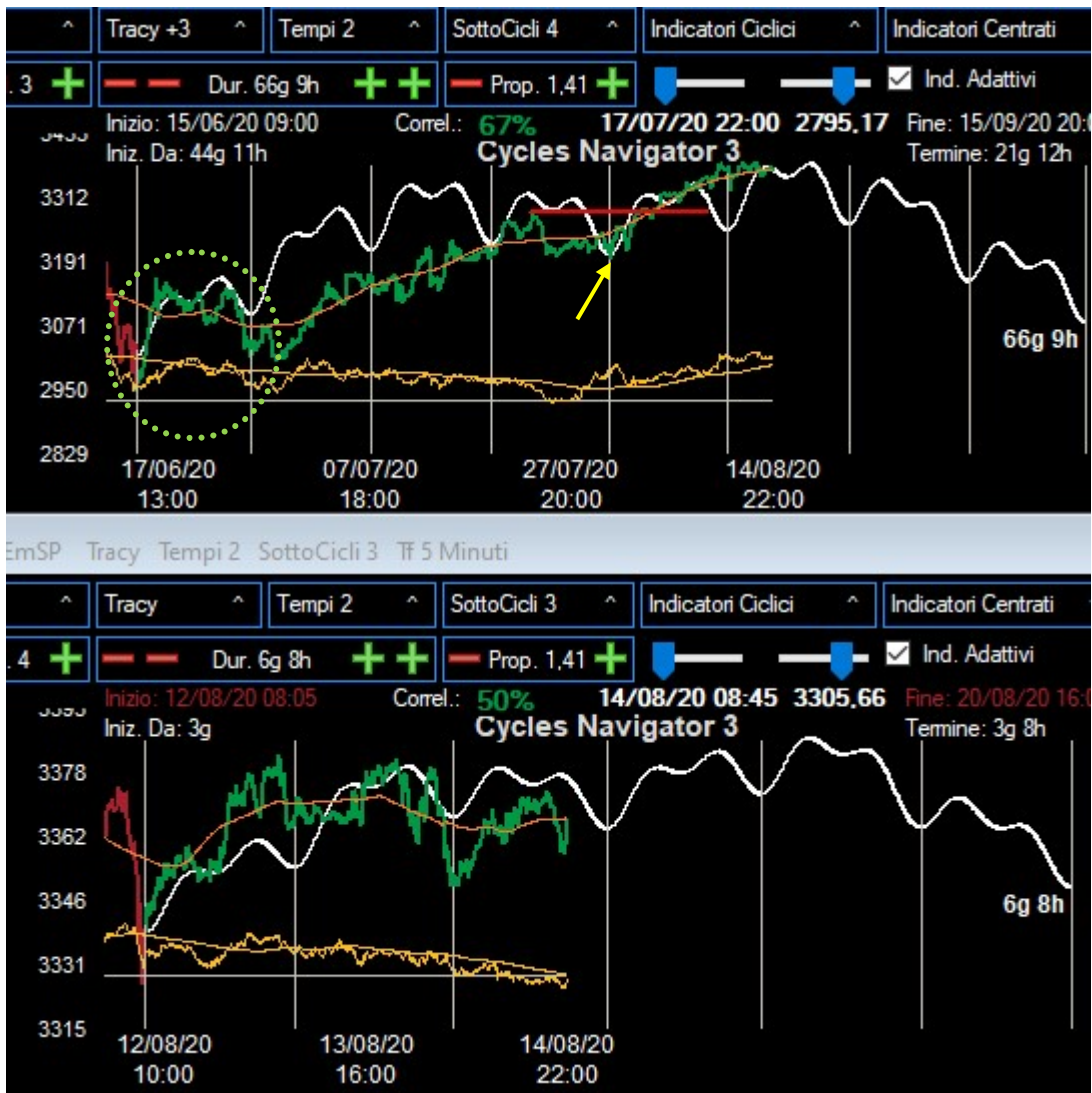 Tracy +3 ^ Tempi 2 ^ SottoCicli 4 ^ Indicatori Ciclici ^ Indicatori Centrati
. 3 Dur. 66g 9h Prop. 1,41 Ind. Adattivi
Inizio: 15/06/20 09:00 Correl.: 67% 17/07/20 22:00 2795,17 Fine: 15/09/20 20:0
Iniz. Da: 44g 11h Cycles Navigator 3 Termine: 21g 12h
3312
3191
3071
66g 9h
2950
2829
17/06/20 07/07/20 27/07/20 14/08/20
13:00 18:00 20:00 22:00
EmSP Tracy Tempi 2 SottoCicli 3 Tf 5 Minuti
Tracy ^ Tempi 2 ^ SottoCicli 3 ^ Indicatori Ciclici ^ Indicatori Centrati
. 4 Dur. 6g 8h Prop. 1,41 Ind. Adattivi
Inizio: 12/08/20 08:05 Correl.: 50% 14/08/20 08:45 3305,66 Fine: 20/08/20 16:0
Iniz. Da: 3g Cycles Navigator 3 Termine: 3g 8h
3378
3362
3346
6g 8h
3331
3315
12/08/20 13/08/20 14/08/20
10:00 16:00 22:00